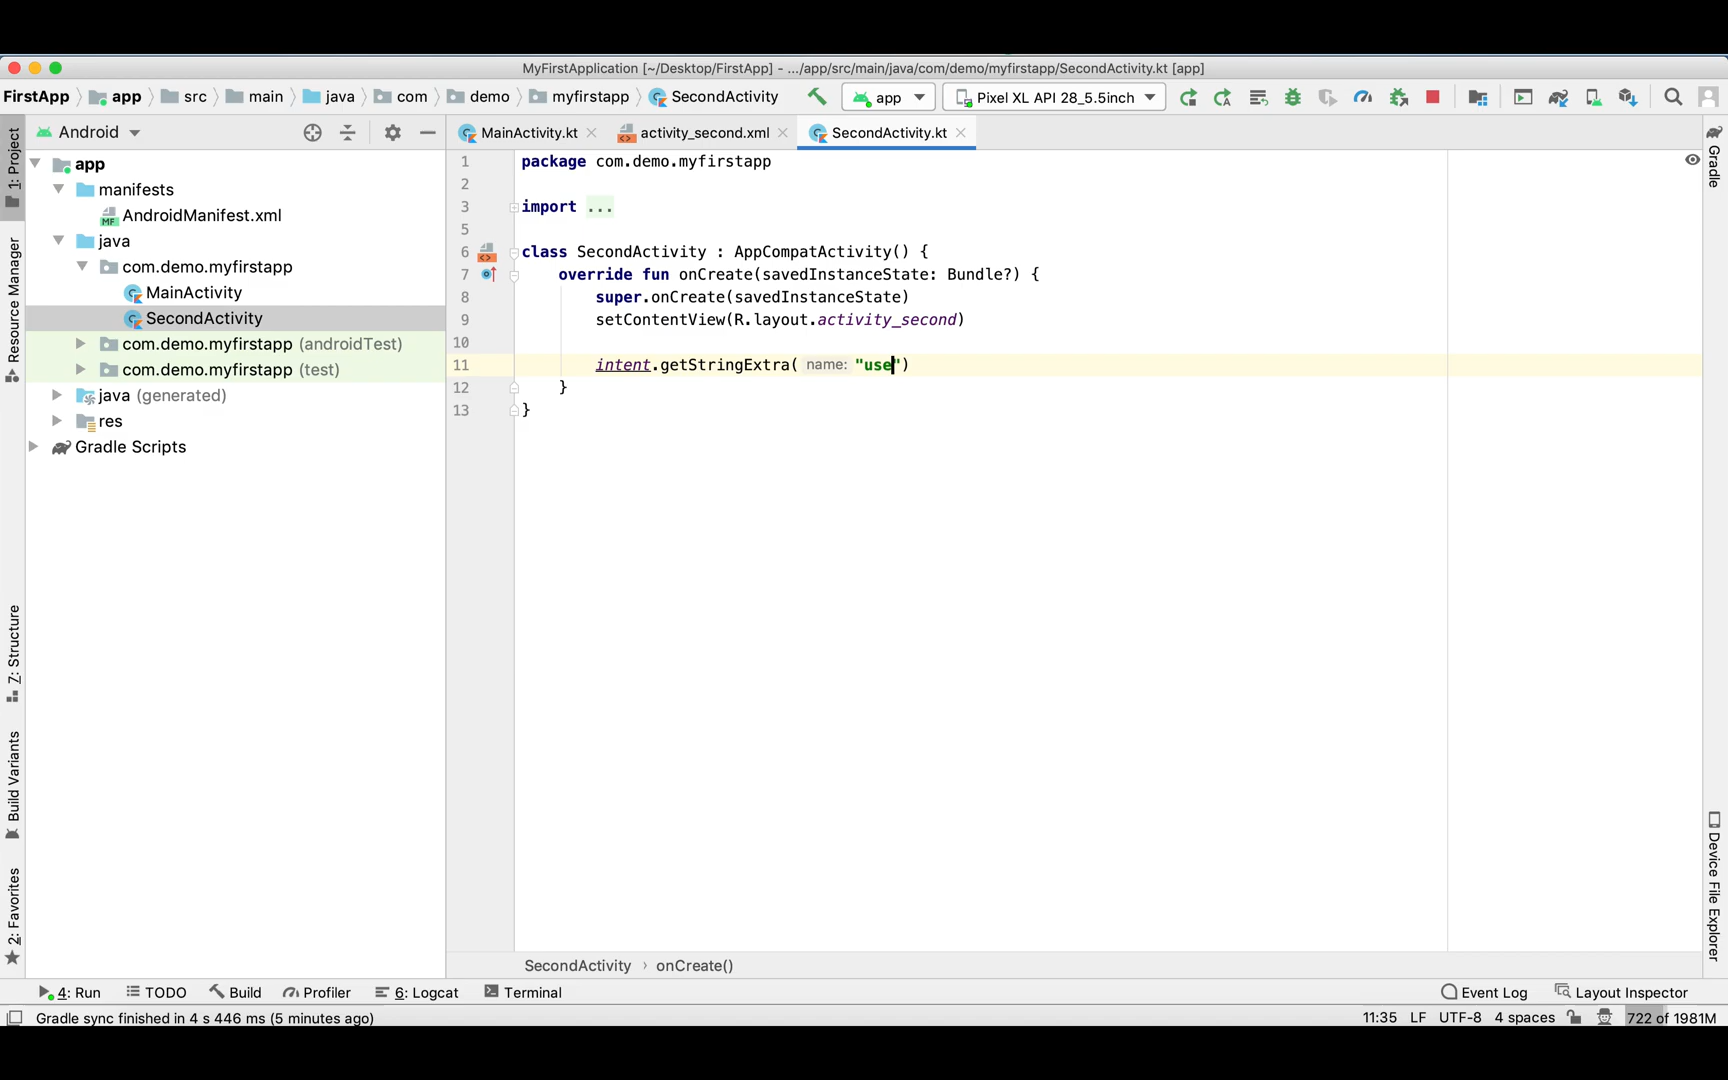 MyFirstApplication [~/Desktop/FirstApp] - .../app/src/main/java/com/demo/myfirstapp/SecondActivity.kt [app]
FirstApp app src main java com demo myfirstapp SecondActivity app Pixel XL API 28_5.5inch
1: Project
Resource Manager
7: Structure
Build Variants
2: Favorites
Android
app
manifests
AndroidManifest.xml
java
com.demo.myfirstapp
MainActivity
SecondActivity
com.demo.myfirstapp (androidTest)
com.demo.myfirstapp (test)
java (generated)
res
Gradle Scripts
MainActivity.kt activity_second.xml SecondActivity.kt
1 package com.demo.myfirstapp
2
3 import ...
5
6 class SecondActivity : AppCompatActivity() {
7 override fun onCreate(savedInstanceState: Bundle?) {
8 super.onCreate(savedInstanceState)
9 setContentView(R.layout.activity_second)
10
11 intent.getStringExtra( name: "use")
12 }
13 }
Gradle
Device File Explorer
SecondActivity › onCreate()
4: Run TODO Build Profiler 6: Logcat Terminal Event Log Layout Inspector
Gradle sync finished in 4 s 446 ms (5 minutes ago) 11:35 LF UTF-8 4 spaces 722 of 1981M